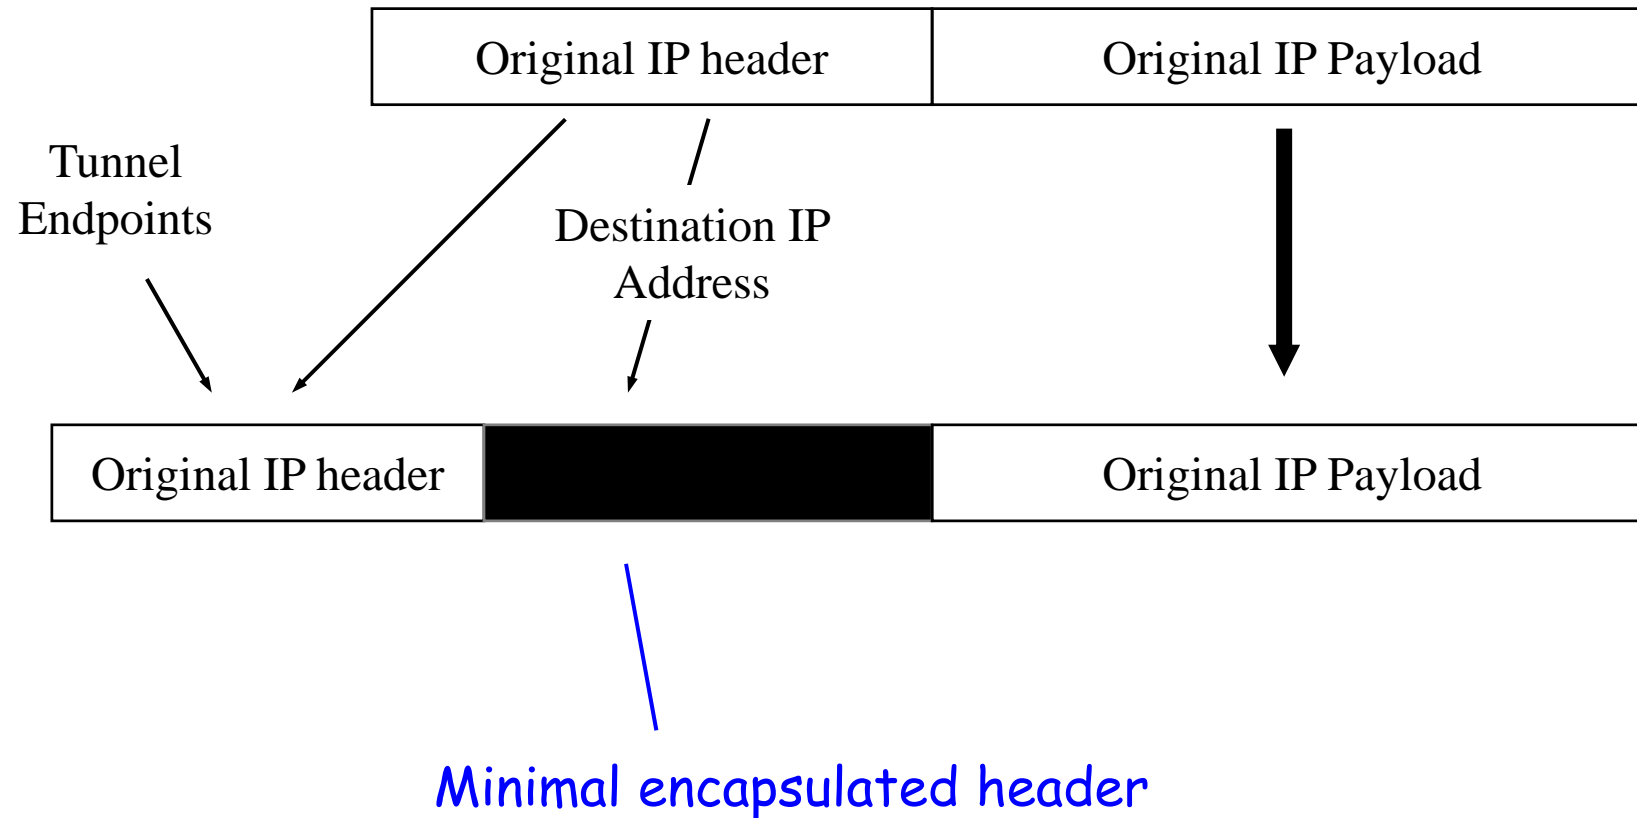 Original IP header
Original IP Payload
Tunnel
Endpoints
Destination IP
Address
Original IP header
Original IP Payload
Minimal encapsulated header